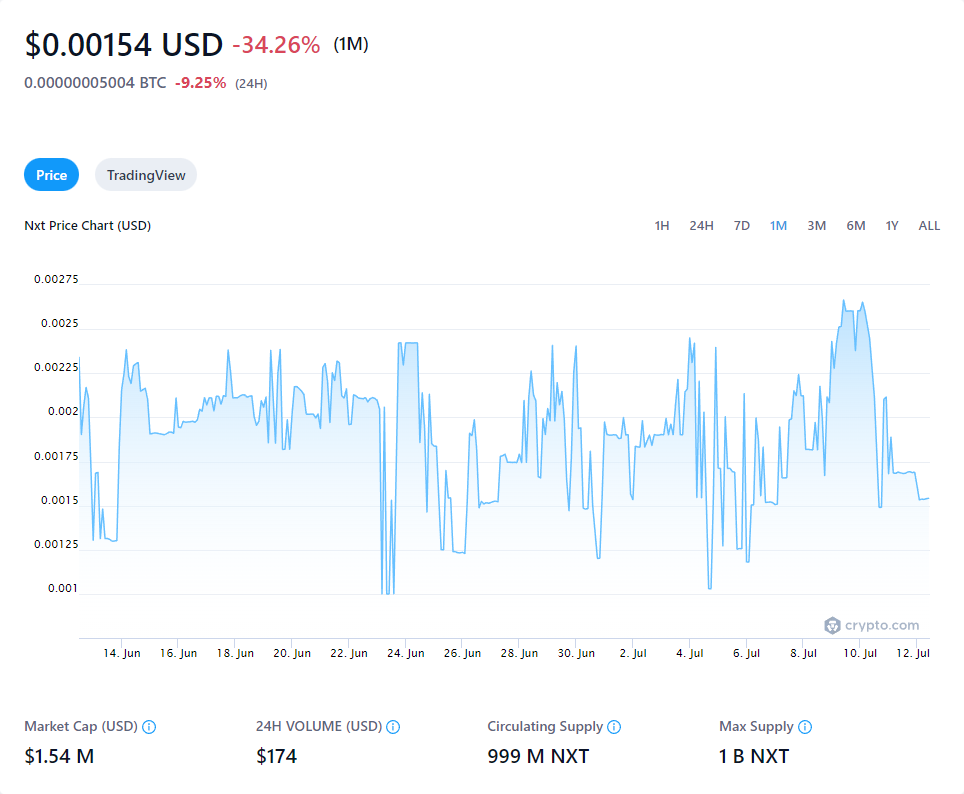 $0.00154 USD -34.26% (1M)
0.00000005004 BTC -9.25% (24H)
Price TradingView
Nxt Price Chart (USD) 1H 24H 7D 1M 3M 6M 1Y ALL
0.00275
0.0025
0.00225
0.002
0.00175
0.0015
0.00125
0.001
crypto.com
14. Jun 16. Jun 18. Jun 20. Jun 22. Jun 24. Jun 26. Jun 28. Jun 30. Jun 2. Jul 4. Jul 6. Jul 8. Jul 10. Jul 12. Jul
Market Cap (USD) 24H VOLUME (USD) Circulating Supply Max Supply
$1.54 M $174 999 M NXT 1 B NXT